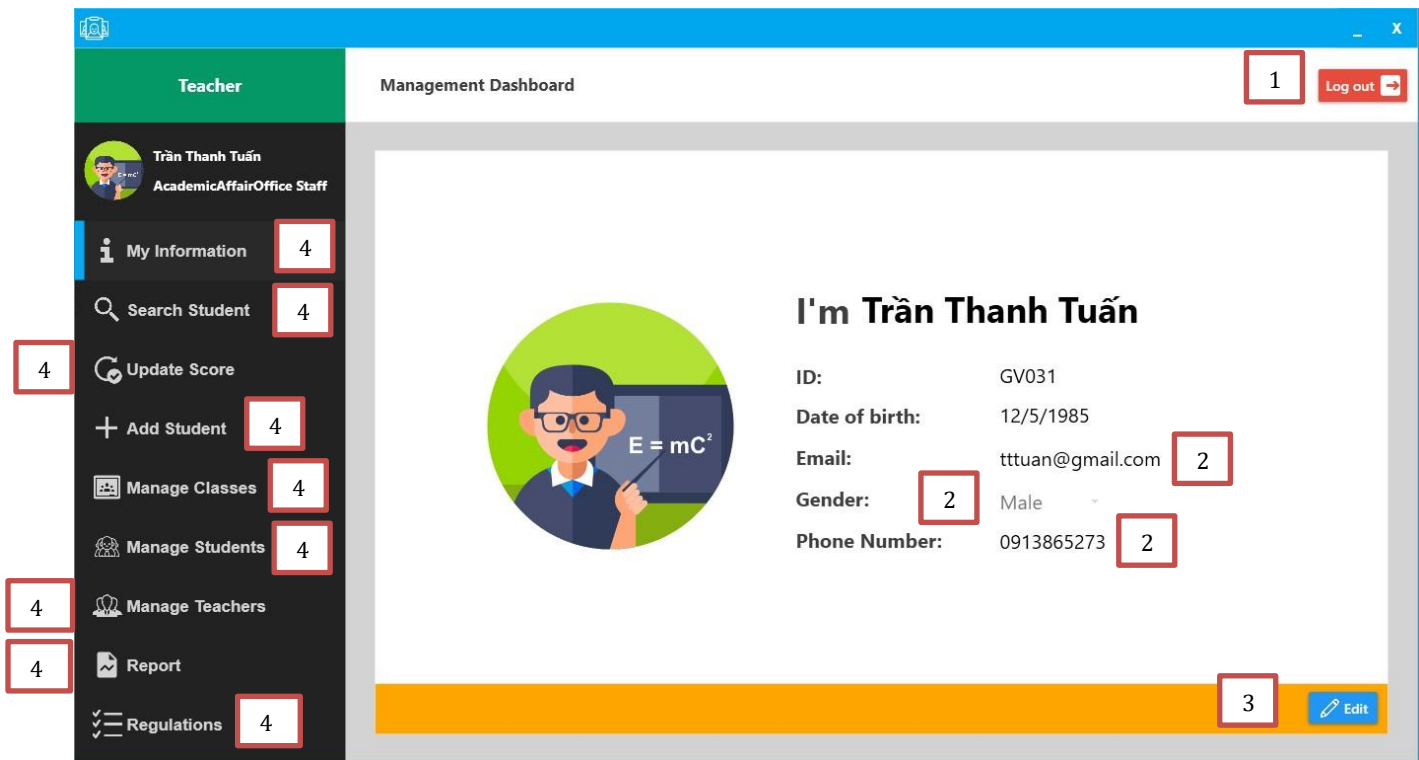 _ X
Teacher
Management Dashboard
1
Log out
Trần Thanh Tuấn
AcademicAffairOffice Staff
My Information 4
Search Student 4
4 Update Score
Add Student 4
Manage Classes 4
Manage Students 4
4 Manage Teachers
4 Report
Regulations 4
E = mC²
E = mC²
I'm Trần Thanh Tuấn
ID: GV031
Date of birth: 12/5/1985
Email: tttuan@gmail.com 2
Gender: 2 Male
Phone Number: 0913865273 2
3 Edit